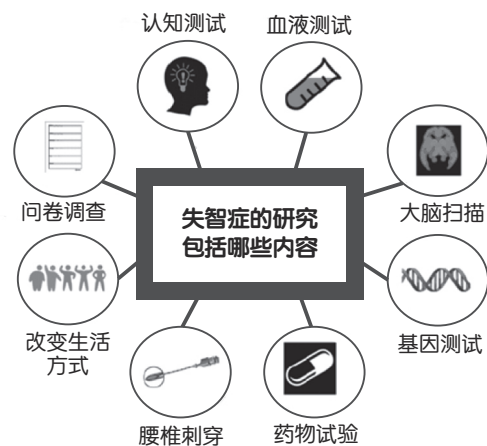 认知测试
血液测试
问卷调查
大脑扫描
失智症的研究
包括哪些内容
改变生活
方式
基因测试
腰椎刺穿
药物试验